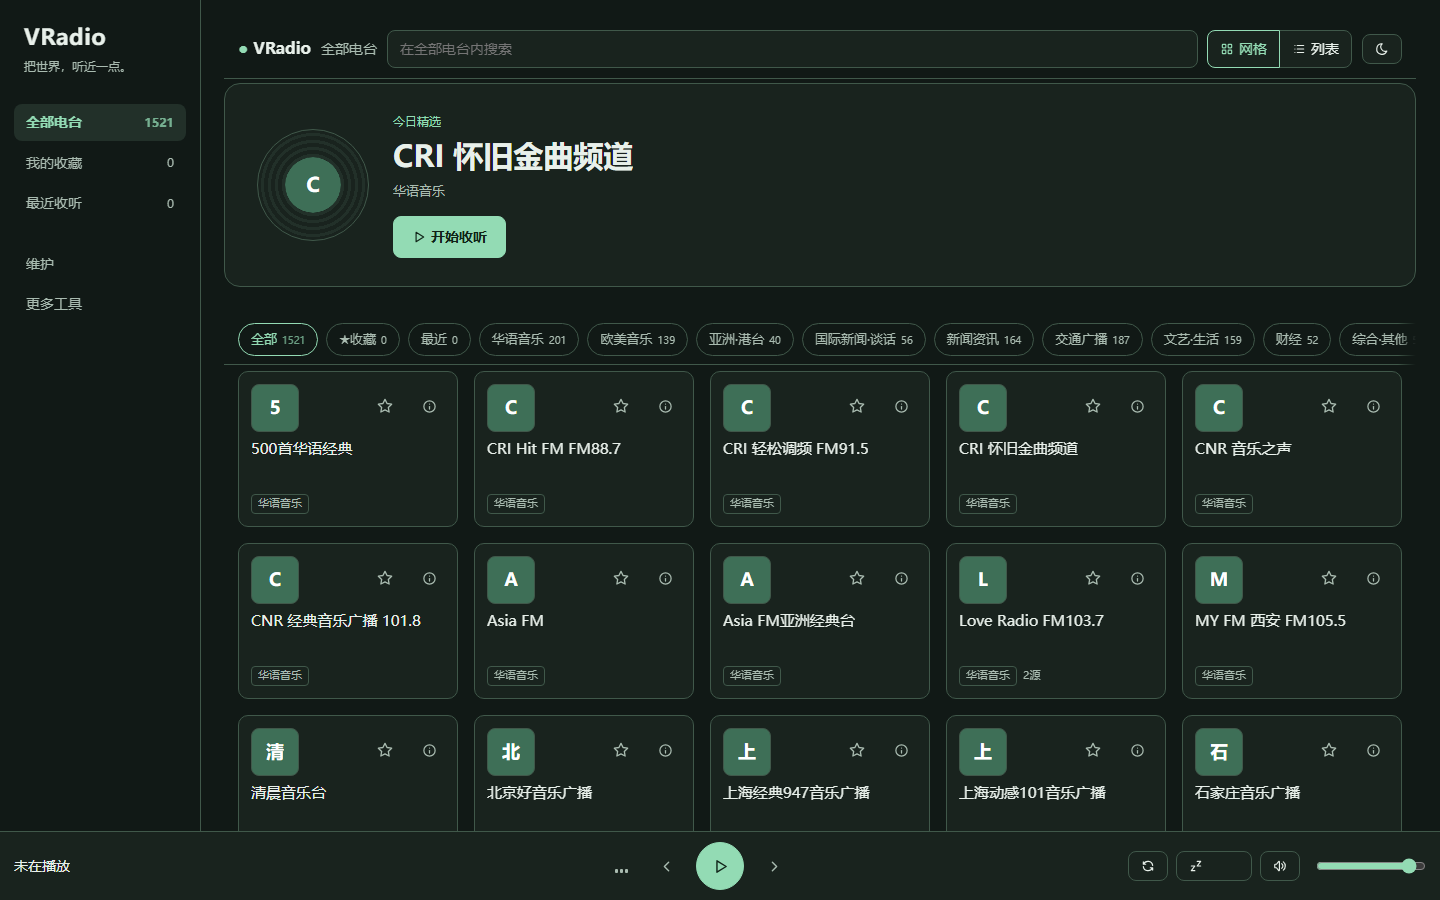 VRadio
把世界，听近一点。
全部电台 1521
我的收藏 0
最近收听 0
维护
更多工具
VRadio 全部电台 在全部电台内搜索 网格 列表
今日精选
C
CRI 怀旧金曲频道
华语音乐
开始收听
全部 1521 ★收藏 0 最近 0 华语音乐 201 欧美音乐 139 亚洲·港台 40 国际新闻·谈话 56 新闻资讯 164 交通广播 187 文艺·生活 159 财经 52 综合·其他
5 C C C C
500首华语经典 CRI Hit FM FM88.7 CRI 轻松调频 FM91.5 CRI 怀旧金曲频道 CNR 音乐之声
华语音乐 华语音乐 华语音乐 华语音乐 华语音乐
C A A L M
CNR 经典音乐广播 101.8 Asia FM Asia FM亚洲经典台 Love Radio FM103.7 MY FM 西安 FM105.5
华语音乐 华语音乐 华语音乐 华语音乐 2源 华语音乐
清 北 上 上 石
清晨音乐台 北京好音乐广播 上海经典947音乐广播 上海动感101音乐广播 石家庄音乐广播
未在播放 ... zz